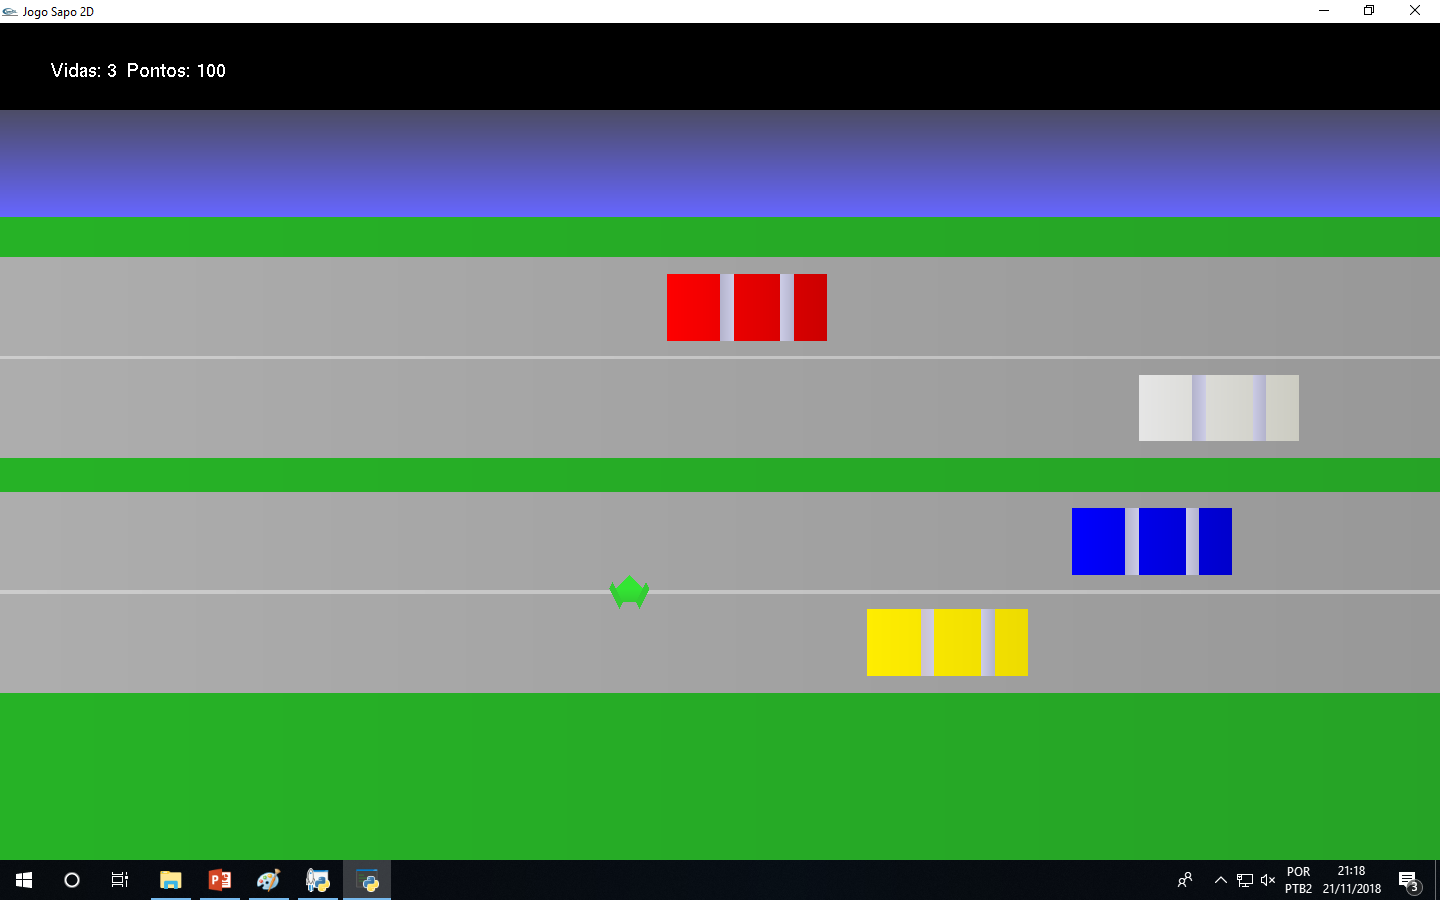 Jogo Sapo 2D
Vidas: 3 Pontos: 100
POR
PTB2
21:18
21/11/2018
3